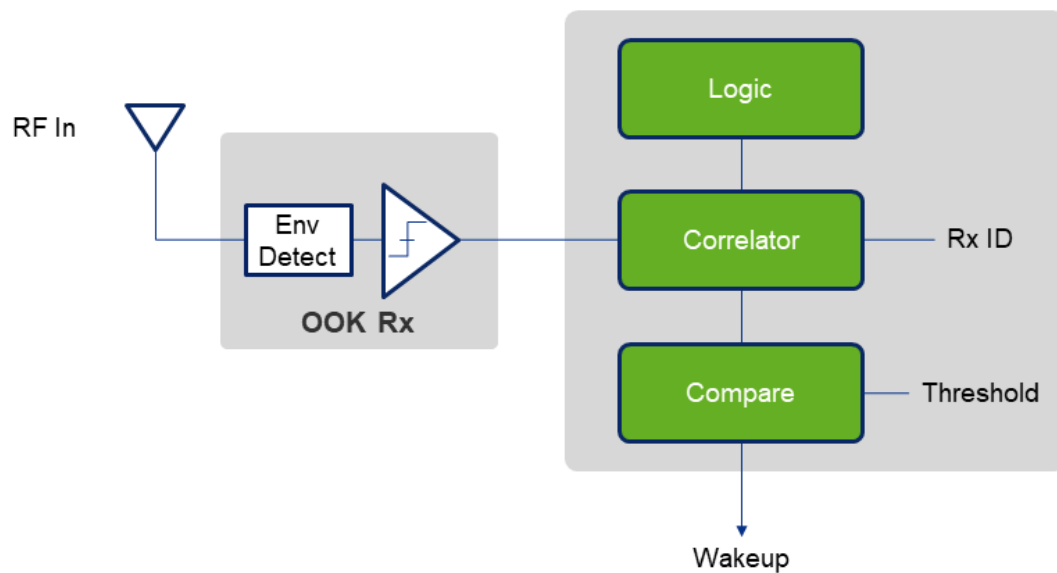 Logic
RF In
Env
Detect
Correlator
Rx ID
OOK Rx
Compare
Threshold
Wakeup